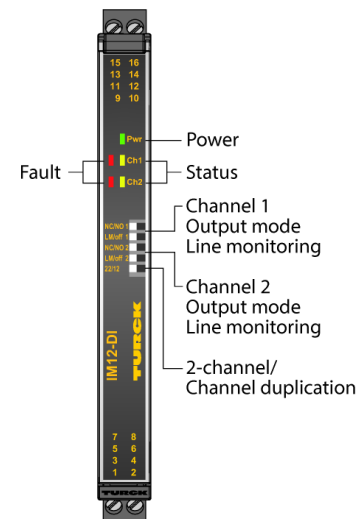 15 16
13 14
11 12
9 10
Pwr
Power
Fault
Ch1
Status
Ch2
Channel 1
Output mode
Line monitoring
NC/NO 1
LM/off 1
NC/NO 2
LM/off 2
22/12
Channel 2
Output mode
Line monitoring
2-channel/
Channel duplication
IM12-DI
TURCK
7 8
5 6
3 4
1 2
TURCK